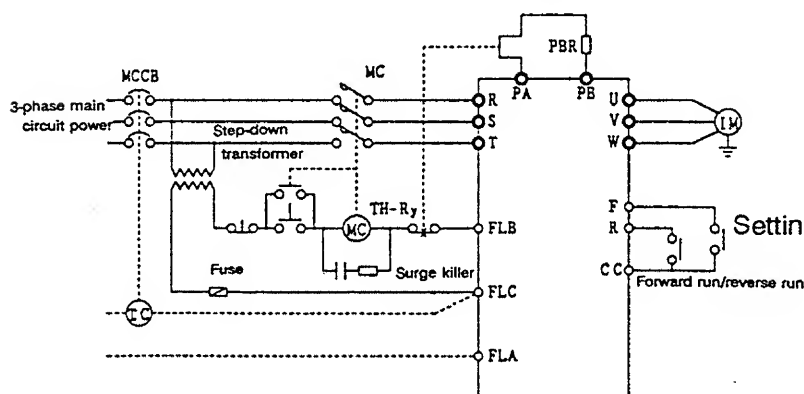 PBR
MCCB
MC
PA
PB
3-phase main
circuit power
R
S
T
U
V
W
IM
Step-down
transformer
TH-Ry
MC
FLB
F
R
CC
Settin
Forward run/reverse run
Surge killer
Fuse
FLC
TC
FLA